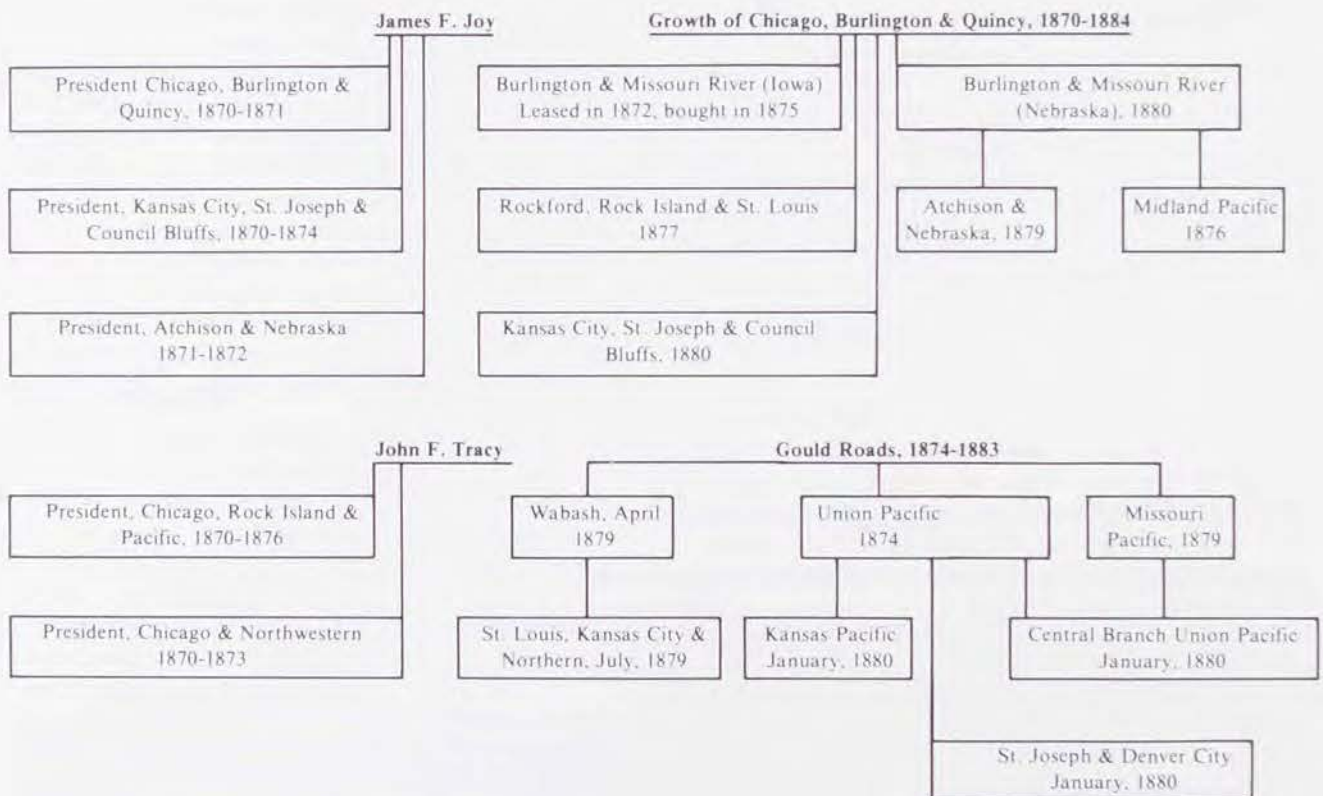 James F. Joy
President Chicago, Burlington &
Quincy, 1870-1871
President, Kansas City, St. Joseph &
Council Bluffs, 1870-1874
President, Atchison & Nebraska
1871-1872
Growth of Chicago, Burlington & Quincy, 1870-1884
Burlington & Missouri River (Iowa)
Leased in 1872, bought in 1875
Rockford, Rock Island & St. Louis
1877
Kansas City, St. Joseph & Council
Bluffs, 1880
Burlington & Missouri River
(Nebraska), 1880
Atchison &
Nebraska, 1879
Midland Pacific
1876
John F. Tracy
President, Chicago, Rock Island &
Pacific, 1870-1876
President, Chicago & Northwestern
1870-1873
Gould Roads, 1874-1883
Wabash, April
1879
Union Pacific
1874
Missouri
Pacific, 1879
St. Louis, Kansas City &
Northern, July, 1879
Kansas Pacific
January, 1880
Central Branch Union Pacific
January, 1880
St. Joseph & Denver City
January, 1880